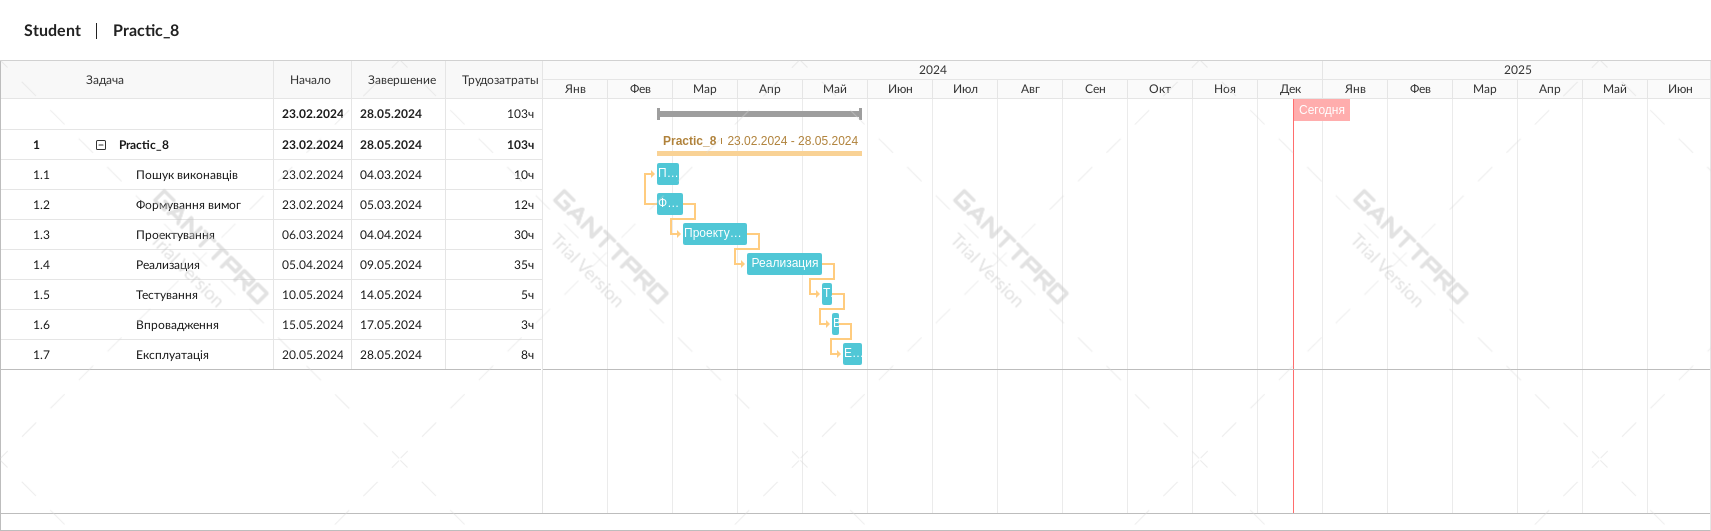 Student | Practic_8
Задача Начало Завершение Трудозатраты
2024 2025
Янв Фев Мар Апр Май Июн Июл Авг Сен Окт Ноя Дек Янв Фев Мар Апр Май Июн
23.02.2024 28.05.2024 103ч
Сегодня
1 Practic_8 23.02.2024 28.05.2024 103ч
Practic_8 23.02.2024 - 28.05.2024
1.1 Пошук виконавців 23.02.2024 04.03.2024 10ч П...
1.2 Формування вимог 23.02.2024 05.03.2024 12ч Ф...
1.3 Проектування 06.03.2024 04.04.2024 30ч Проекту...
1.4 Реализация 05.04.2024 09.05.2024 35ч Реализация
1.5 Тестування 10.05.2024 14.05.2024 5ч Т
1.6 Впровадження 15.05.2024 17.05.2024 3ч
1.7 Експлуатація 20.05.2024 28.05.2024 8ч Е...
GANTTPRO
Trial Version
GANTTPRO
Trial Version
GANTTPRO
Trial Version
GANTTPRO
Trial Version